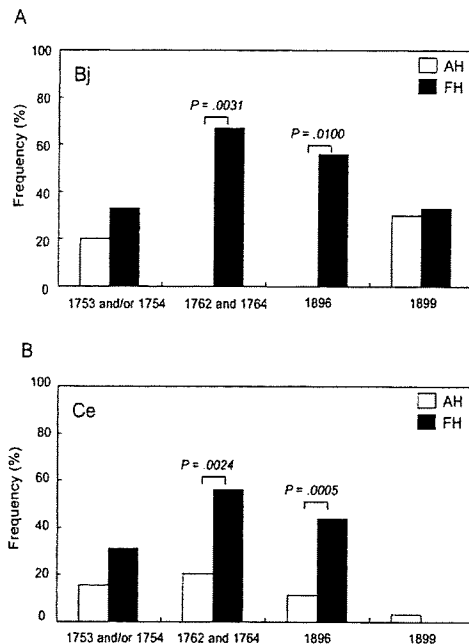 A
100
Bj
AH
FH
80
P = .0031
P = .0100
60
40
20
0
Frequency (%)
1753 and/or 1754 1762 and 1764 1896 1899
B
100
Ce
AH
FH
80
P = .0024
P = .0005
60
40
20
0
Frequency (%)
1753 and/or 1754 1762 and 1764 1896 1899